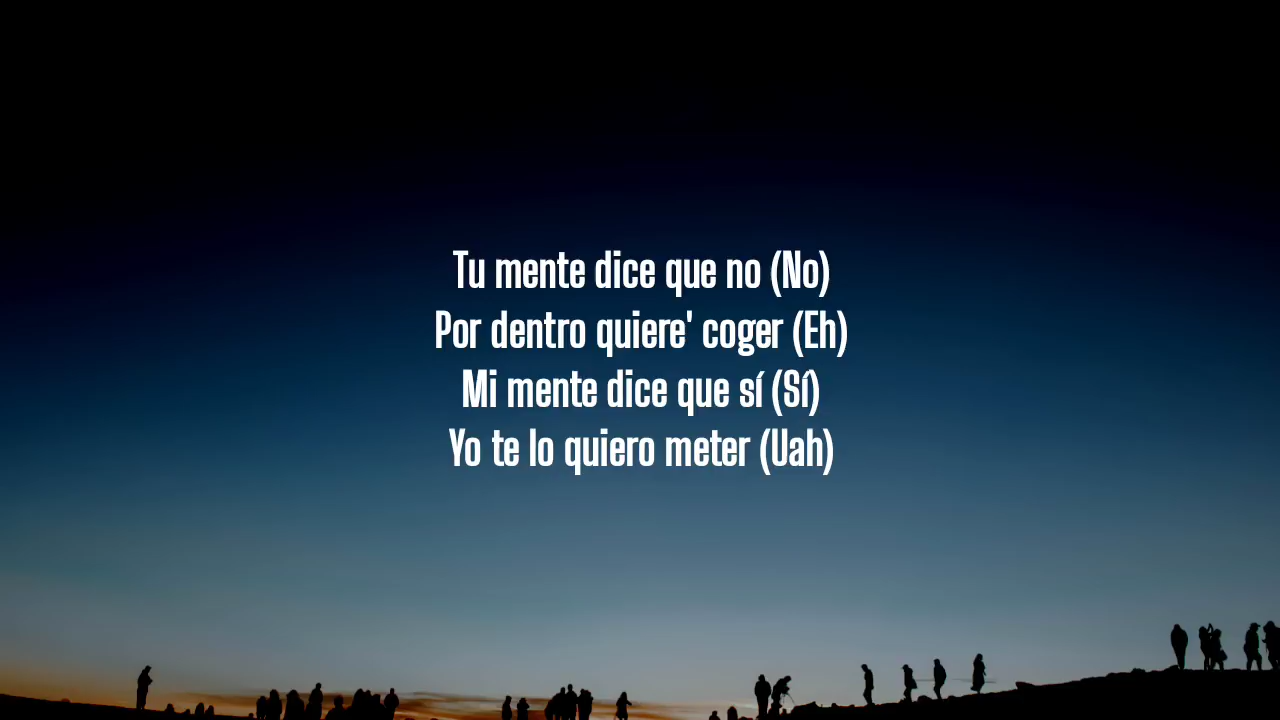 Tu mente dice que no (No)
Por dentro quiere' coger (Eh)
Mi mente dice que sí (Sí)
Yo te lo quiero meter (Uah)